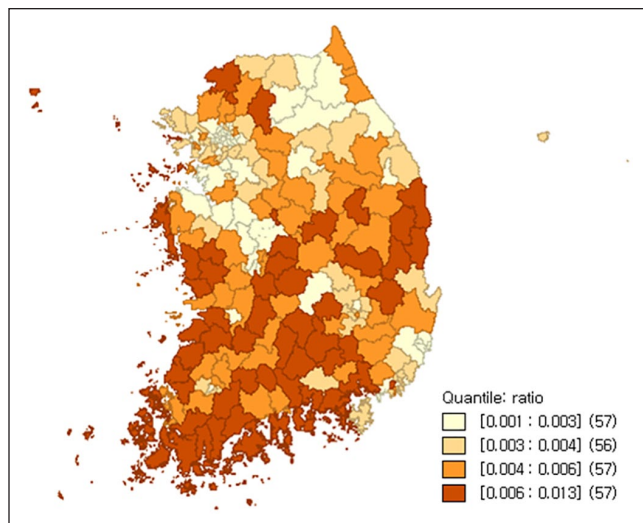 Quantile: ratio
[0.001 : 0.003] (57)
[0.003 : 0.004] (56)
[0.004 : 0.006] (57)
[0.006 : 0.013] (57)